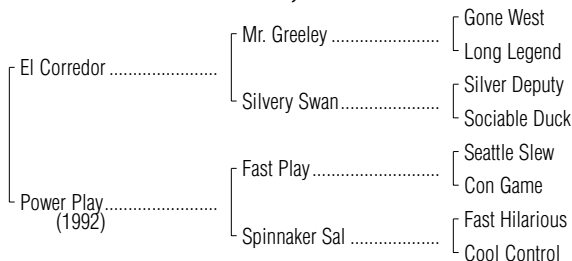 Gone West
Mr. Greeley ........................
Long Legend
El Corredor ........................
Silver Deputy
Silvery Swan......................
Sociable Duck
Seattle Slew
Fast Play ............................
Con Game
Power Play.........................
(1992)
Fast Hilarious
Spinnaker Sal ....................
Cool Control